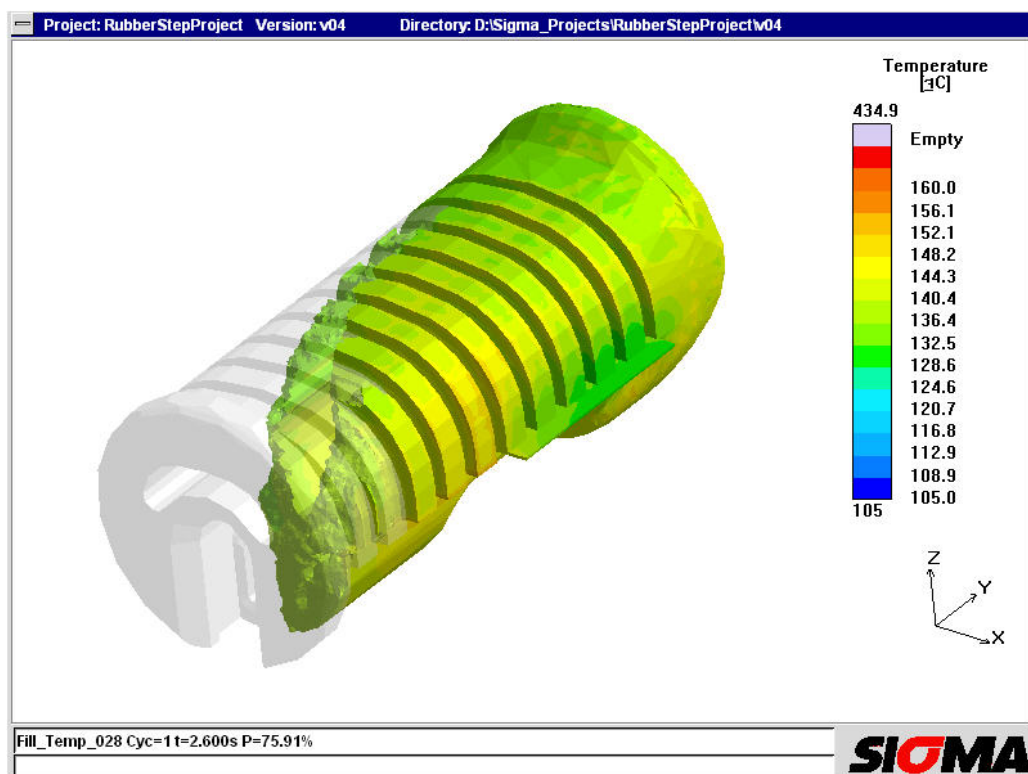 Project: RubberStepProject Version: v04 Directory: D:\Sigma_Projects\RubberStepProject\v04
Temperature
[ᴲC]
434.9
Empty
160.0
156.1
152.1
148.2
144.3
140.4
136.4
132.5
128.6
124.6
120.7
116.8
112.9
108.9
105.0
105
Z
Y
X
Fill_Temp_028 Cyc=1 t=2.600s P=75.91%
SIGMA